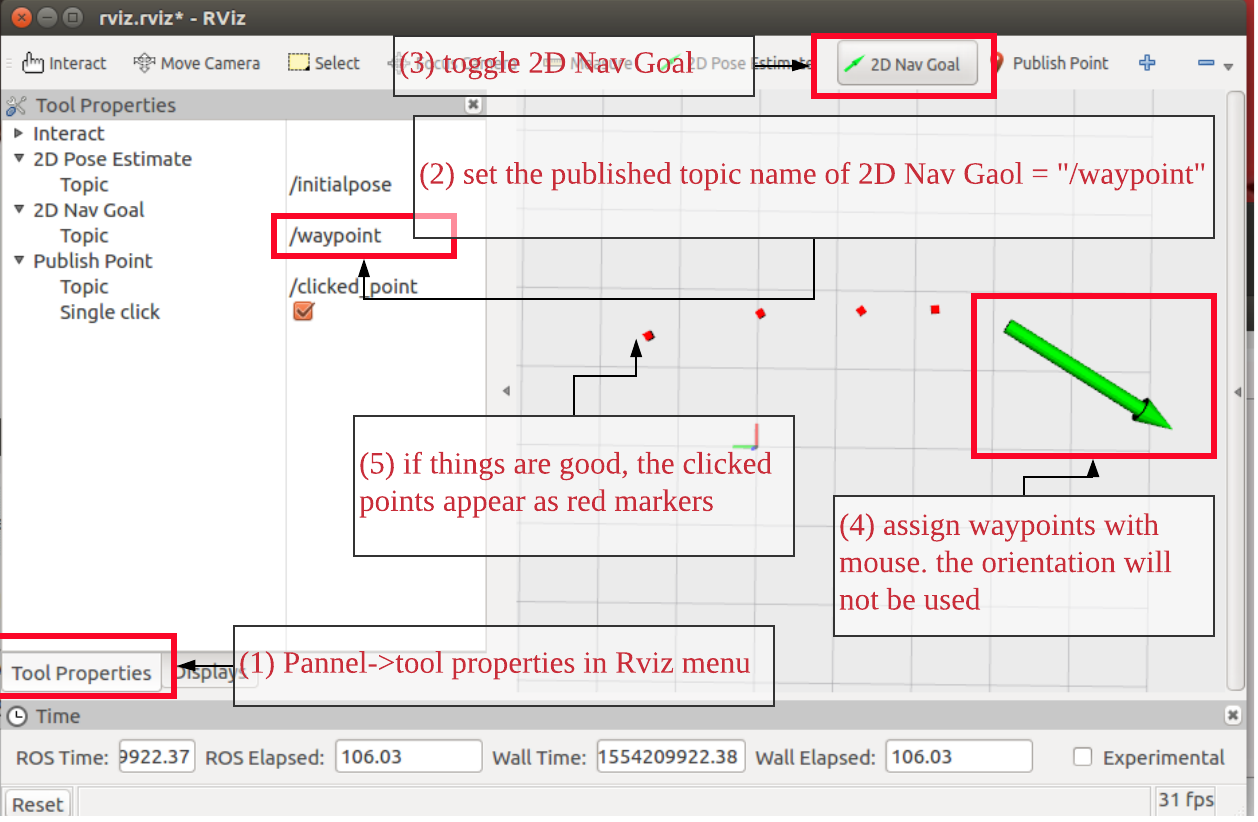 rviz.rviz* - RViz
Interact Move Camera Select Focus Camera Measure 2D Pose Estimate 2D Nav Goal Publish Point
(3) toggle 2D Nav Goal
Tool Properties
Interact
2D Pose Estimate
Topic /initialpose
2D Nav Goal
Topic /waypoint
Publish Point
Topic /clicked_point
Single click
(2) set the published topic name of 2D Nav Gaol = "/waypoint"
(5) if things are good, the clicked
points appear as red markers
(4) assign waypoints with
mouse. the orientation will
not be used
(1) Pannel->tool properties in Rviz menu
Tool Properties Displays
Time
ROS Time: 9922.37 ROS Elapsed: 106.03 Wall Time: 1554209922.38 Wall Elapsed: 106.03 Experimental
Reset 31 fps